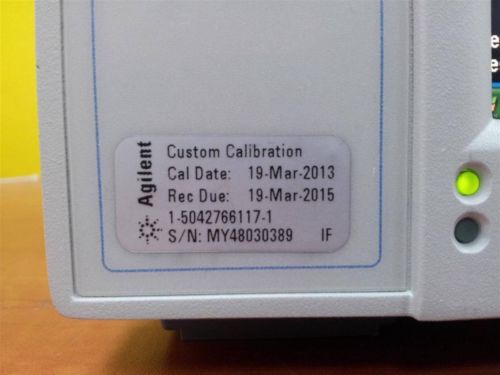 Agilent
Custom Calibration
Cal Date: 19-Mar-2013
Rec Due: 19-Mar-2015
1-5042766117-1
S/N: MY48030389 IF
e
e